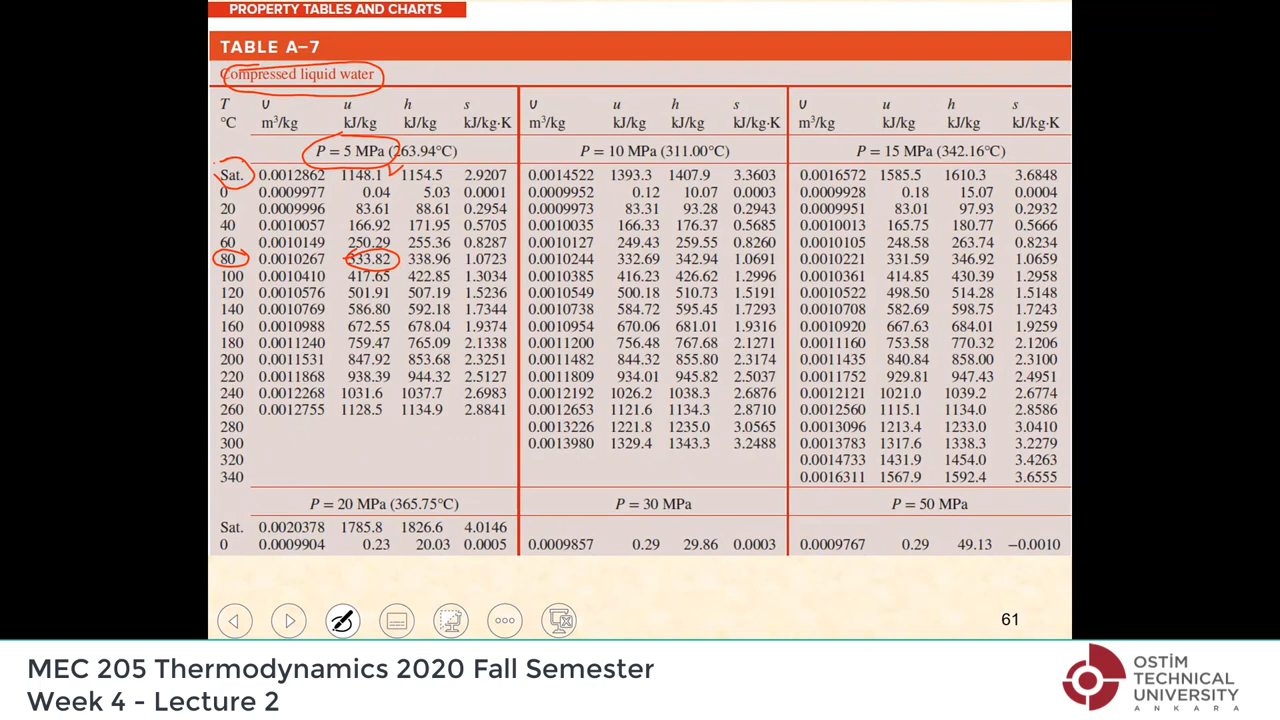 PROPERTY TABLES AND CHARTS
TABLE A–7
Compressed liquid water
T υ u h s υ u h s υ u h s
°C m³/kg kJ/kg kJ/kg kJ/kg·K m³/kg kJ/kg kJ/kg kJ/kg·K m³/kg kJ/kg kJ/kg kJ/kg·K
P = 5 MPa (263.94°C) P = 10 MPa (311.00°C) P = 15 MPa (342.16°C)
Sat. 0.0012862 1148.1 1154.5 2.9207 0.0014522 1393.3 1407.9 3.3603 0.0016572 1585.5 1610.3 3.6848
0 0.0009977 0.04 5.03 0.0001 0.0009952 0.12 10.07 0.0003 0.0009928 0.18 15.07 0.0004
20 0.0009996 83.61 88.61 0.2954 0.0009973 83.31 93.28 0.2943 0.0009951 83.01 97.93 0.2932
40 0.0010057 166.92 171.95 0.5705 0.0010035 166.33 176.37 0.5685 0.0010013 165.75 180.77 0.5666
60 0.0010149 250.29 255.36 0.8287 0.0010127 249.43 259.55 0.8260 0.0010105 248.58 263.74 0.8234
80 0.0010267 333.82 338.96 1.0723 0.0010244 332.69 342.94 1.0691 0.0010221 331.59 346.92 1.0659
100 0.0010410 417.65 422.85 1.3034 0.0010385 416.23 426.62 1.2996 0.0010361 414.85 430.39 1.2958
120 0.0010576 501.91 507.19 1.5236 0.0010549 500.18 510.73 1.5191 0.0010522 498.50 514.28 1.5148
140 0.0010769 586.80 592.18 1.7344 0.0010738 584.72 595.45 1.7293 0.0010708 582.69 598.75 1.7243
160 0.0010988 672.55 678.04 1.9374 0.0010954 670.06 681.01 1.9316 0.0010920 667.63 684.01 1.9259
180 0.0011240 759.47 765.09 2.1338 0.0011200 756.48 767.68 2.1271 0.0011160 753.58 770.32 2.1206
200 0.0011531 847.92 853.68 2.3251 0.0011482 844.32 855.80 2.3174 0.0011435 840.84 858.00 2.3100
220 0.0011868 938.39 944.32 2.5127 0.0011809 934.01 945.82 2.5037 0.0011752 929.81 947.43 2.4951
240 0.0012268 1031.6 1037.7 2.6983 0.0012192 1026.2 1038.3 2.6876 0.0012121 1021.0 1039.2 2.6774
260 0.0012755 1128.5 1134.9 2.8841 0.0012653 1121.6 1134.3 2.8710 0.0012560 1115.1 1134.0 2.8586
280 0.0013226 1221.8 1235.0 3.0565 0.0013096 1213.4 1233.0 3.0410
300 0.0013980 1329.4 1343.3 3.2488 0.0013783 1317.6 1338.3 3.2279
320 0.0014733 1431.9 1454.0 3.4263
340 0.0016311 1567.9 1592.4 3.6555
P = 20 MPa (365.75°C) P = 30 MPa P = 50 MPa
Sat. 0.0020378 1785.8 1826.6 4.0146
0 0.0009904 0.23 20.03 0.0005 0.0009857 0.29 29.86 0.0003 0.0009767 0.29 49.13 −0.0010
61
MEC 205 Thermodynamics 2020 Fall Semester
Week 4 - Lecture 2
OSTİM
TECHNICAL
UNIVERSITY
ANKARA